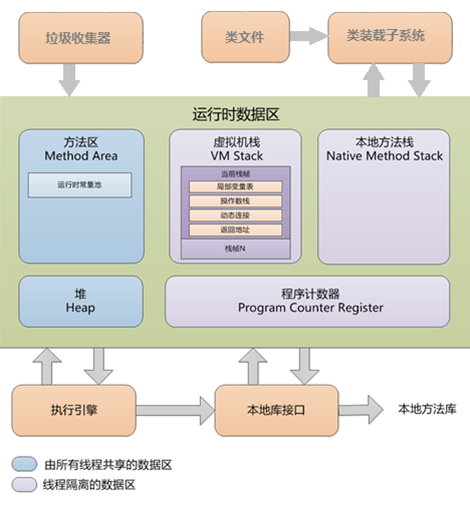 垃圾收集器
类文件
类装载子系统
运行时数据区
方法区
Method Area
运行时常量池
虚拟机栈
VM Stack
当前栈帧
局部变量表
操作数栈
动态连接
返回地址
栈帧N
本地方法栈
Native Method Stack
堆
Heap
程序计数器
Program Counter Register
执行引擎
本地库接口
本地方法库
由所有线程共享的数据区
线程隔离的数据区